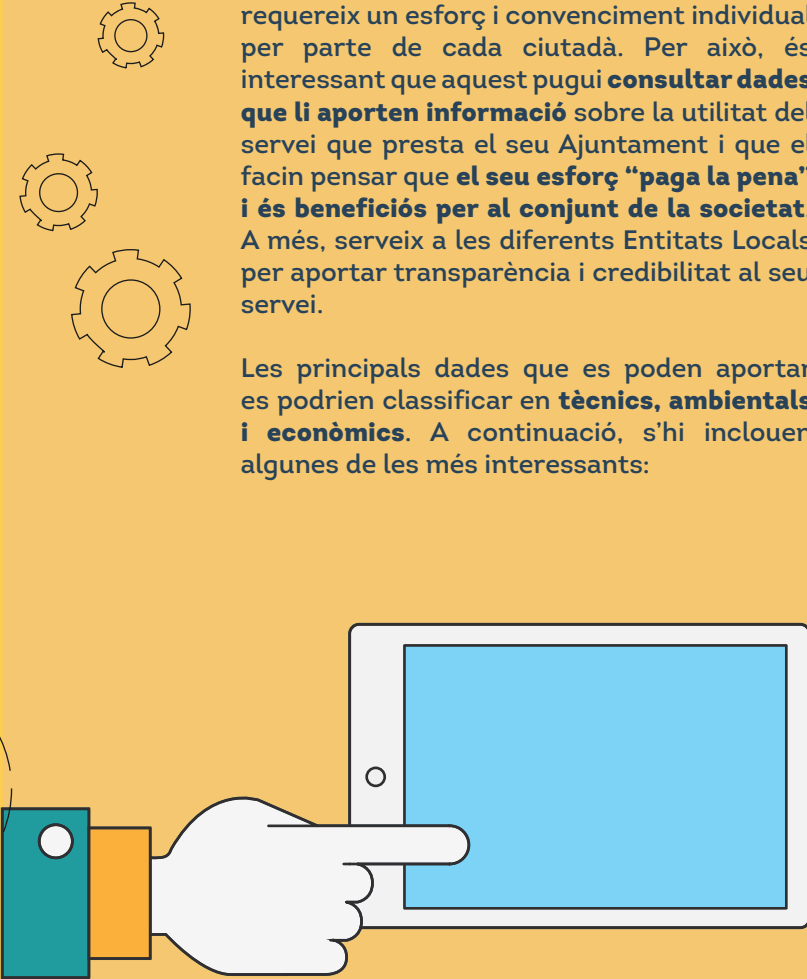 requereix un esforç i convenciment individual
per parte de cada ciutadà. Per això, és
interessant que aquest pugui consultar dades
que li aporten informació sobre la utilitat del
servei que presta el seu Ajuntament i que el
facin pensar que el seu esforç “paga la pena”
i és beneficiós per al conjunt de la societat.
A més, serveix a les diferents Entitats Locals
per aportar transparència i credibilitat al seu
servei.
Les principals dades que es poden aportar
es podrien classificar en tècnics, ambientals
i econòmics. A continuació, s’hi inclouen
algunes de les més interessants: